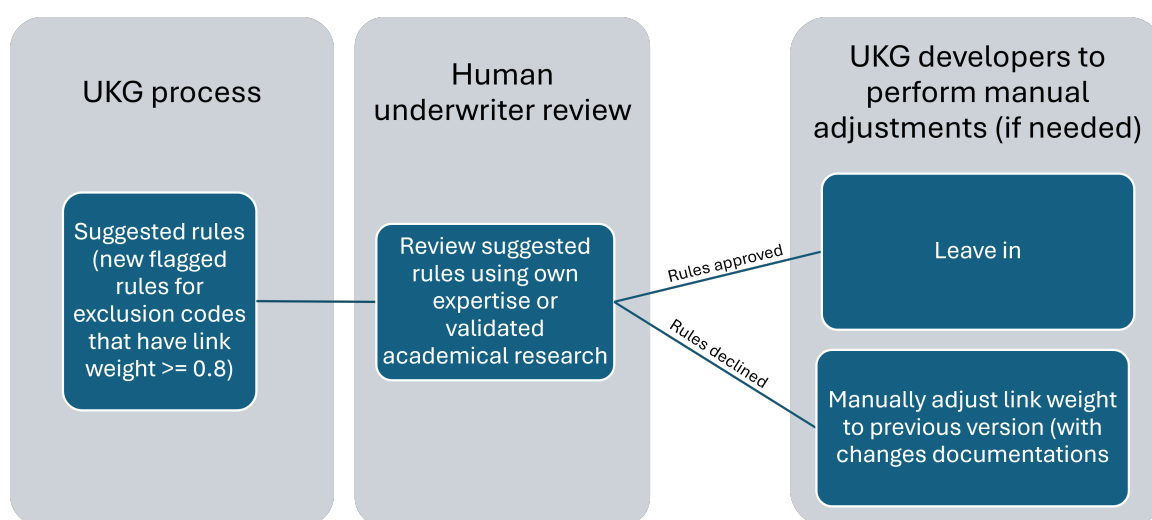 UKG process
Suggested rules
(new flagged
rules for
exclusion codes
that have link
weight >= 0.8)
Human
underwriter review
Review suggested
rules using own
expertise or
validated
academical research
Rules approved
Rules declined
UKG developers to
perform manual
adjustments (if needed)
Leave in
Manually adjust link weight
to previous version (with
changes documentations